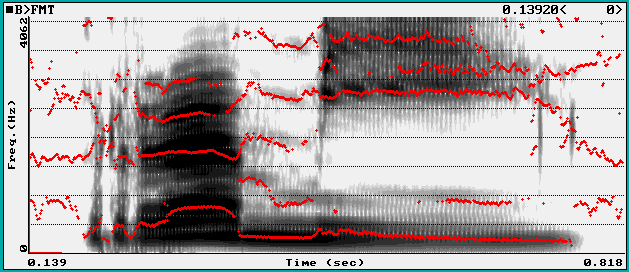 ■B>FMT 0.13920< 0>
4062
Freq.(Hz)
0
0.139 Time (sec) 0.818